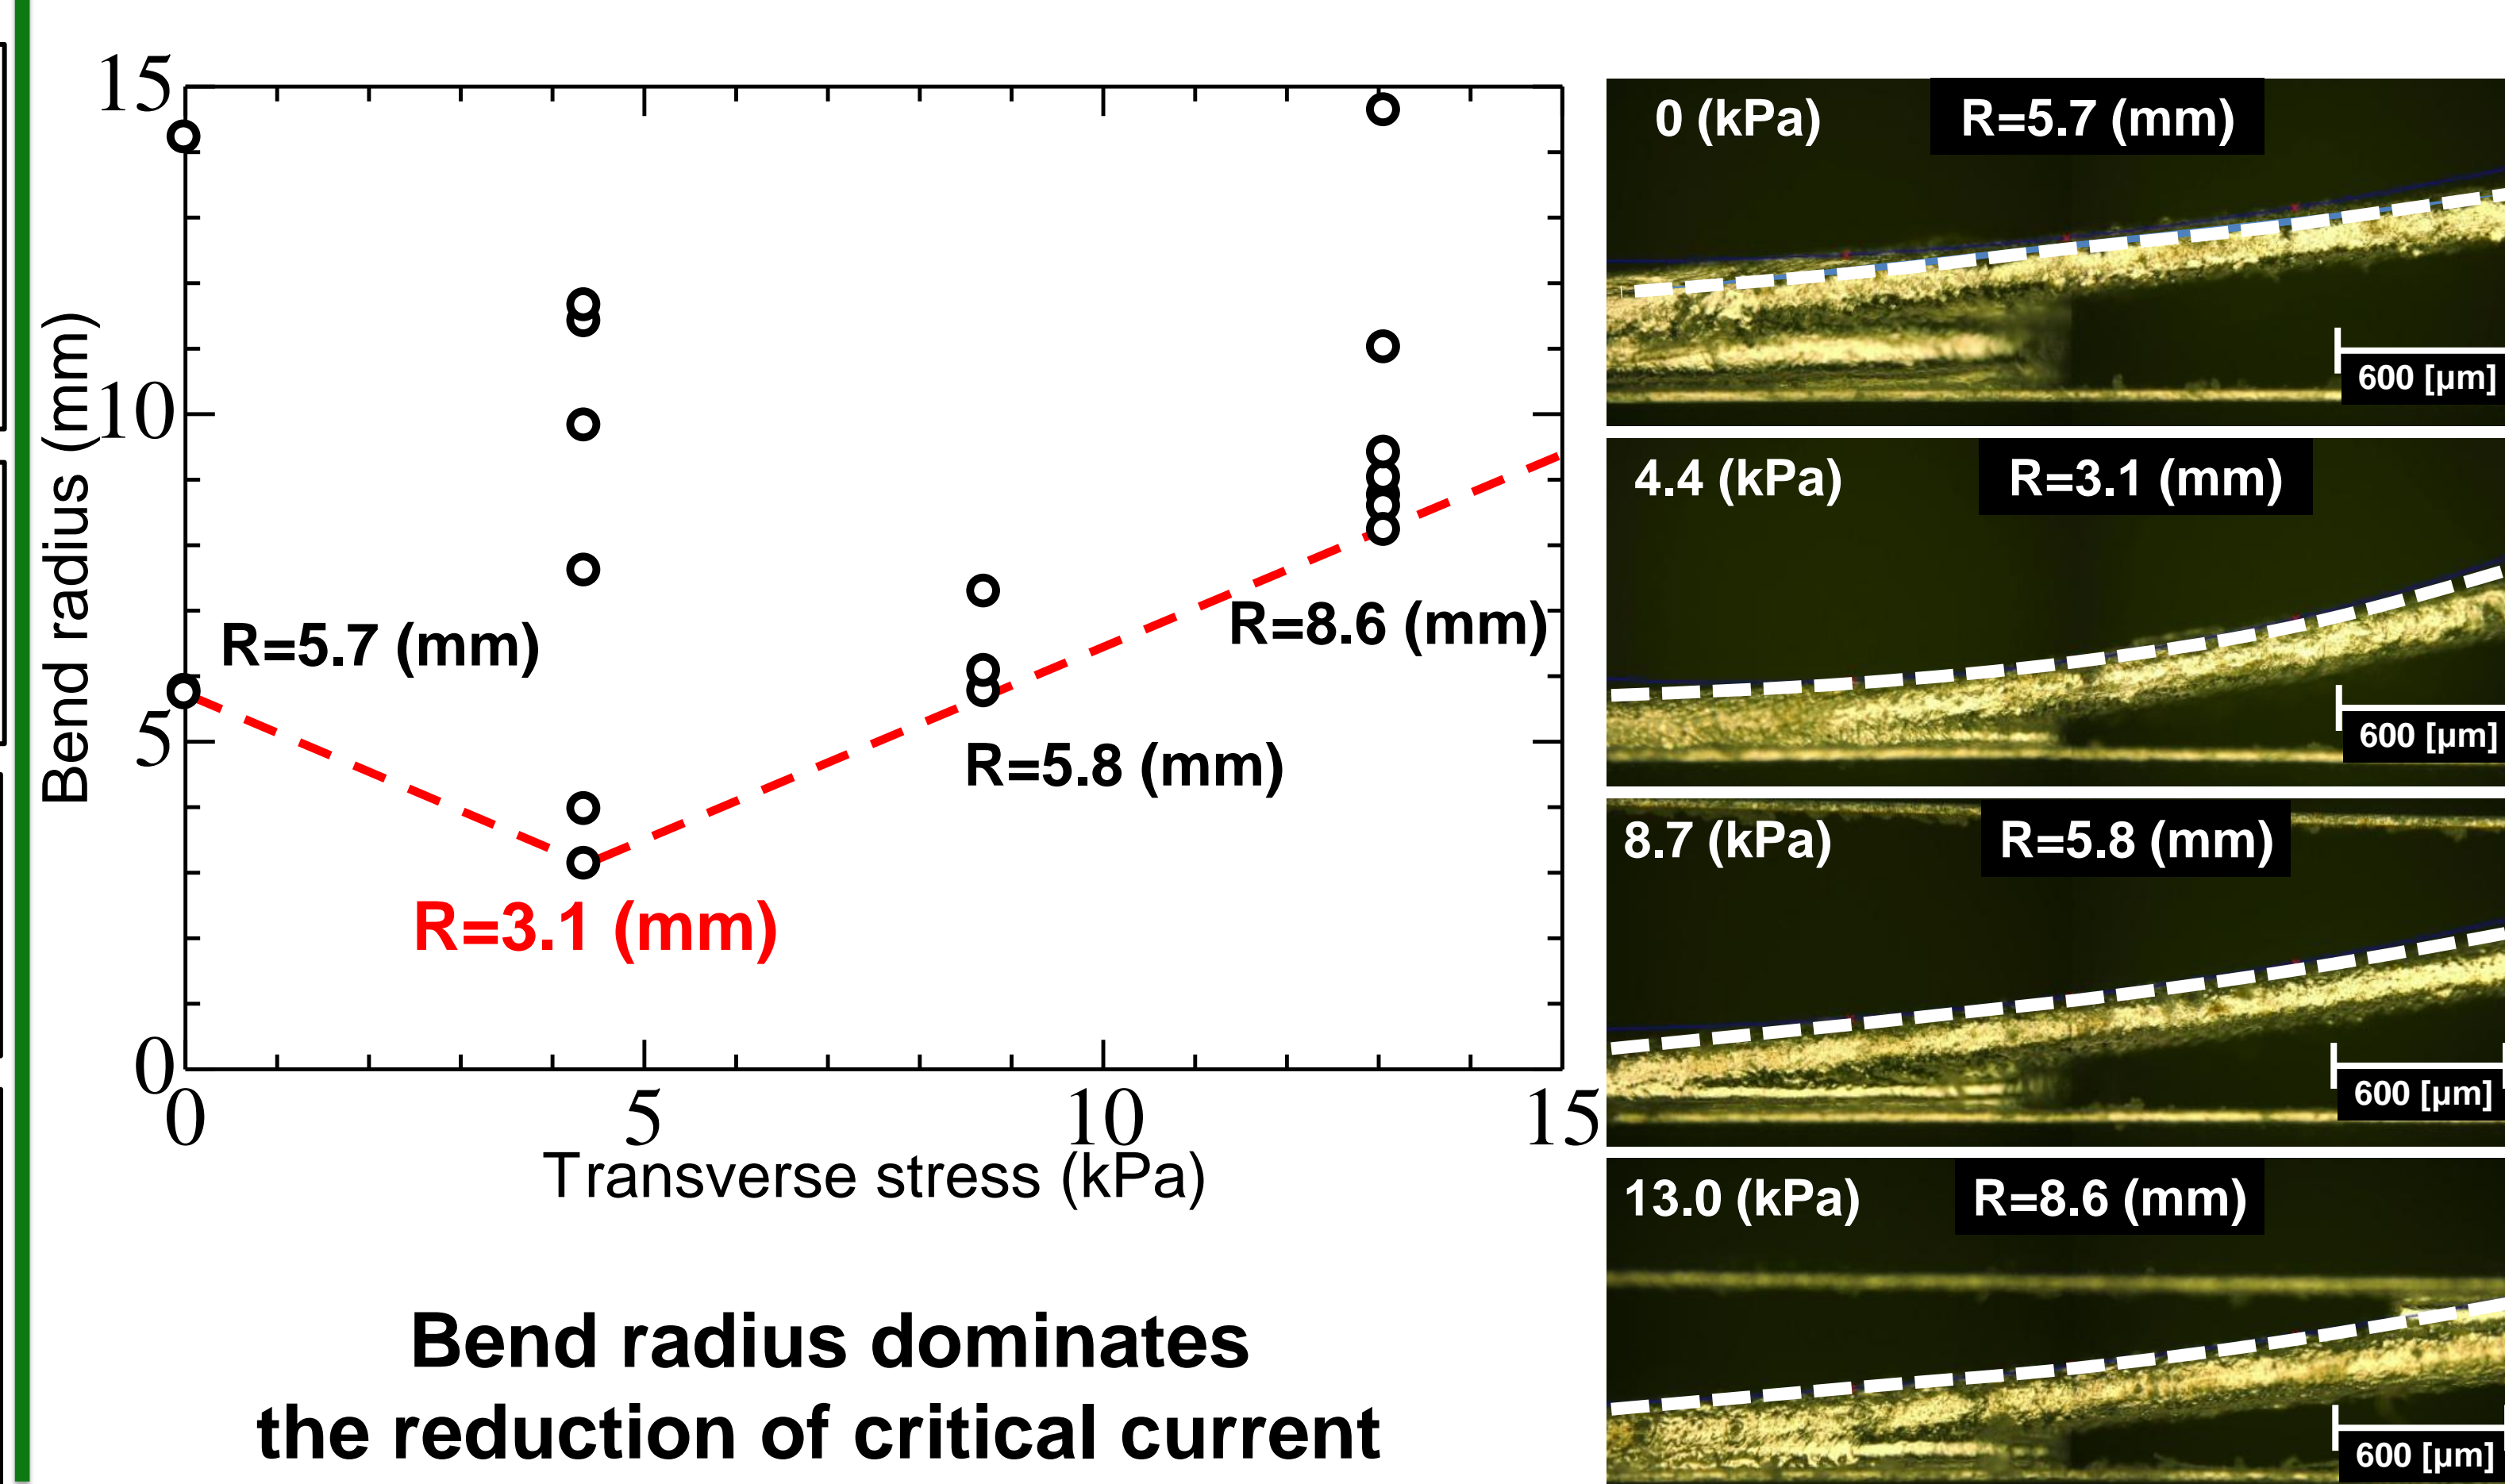 15
10
5
0
0
5
10
15
Bend radius (mm)
Transverse stress (kPa)
R=5.7 (mm)
R=3.1 (mm)
R=5.8 (mm)
R=8.6 (mm)
Bend radius dominates
the reduction of critical current
0 (kPa) R=5.7 (mm)
600 [µm]
4.4 (kPa) R=3.1 (mm)
600 [µm]
8.7 (kPa) R=5.8 (mm)
600 [µm]
13.0 (kPa) R=8.6 (mm)
600 [µm]